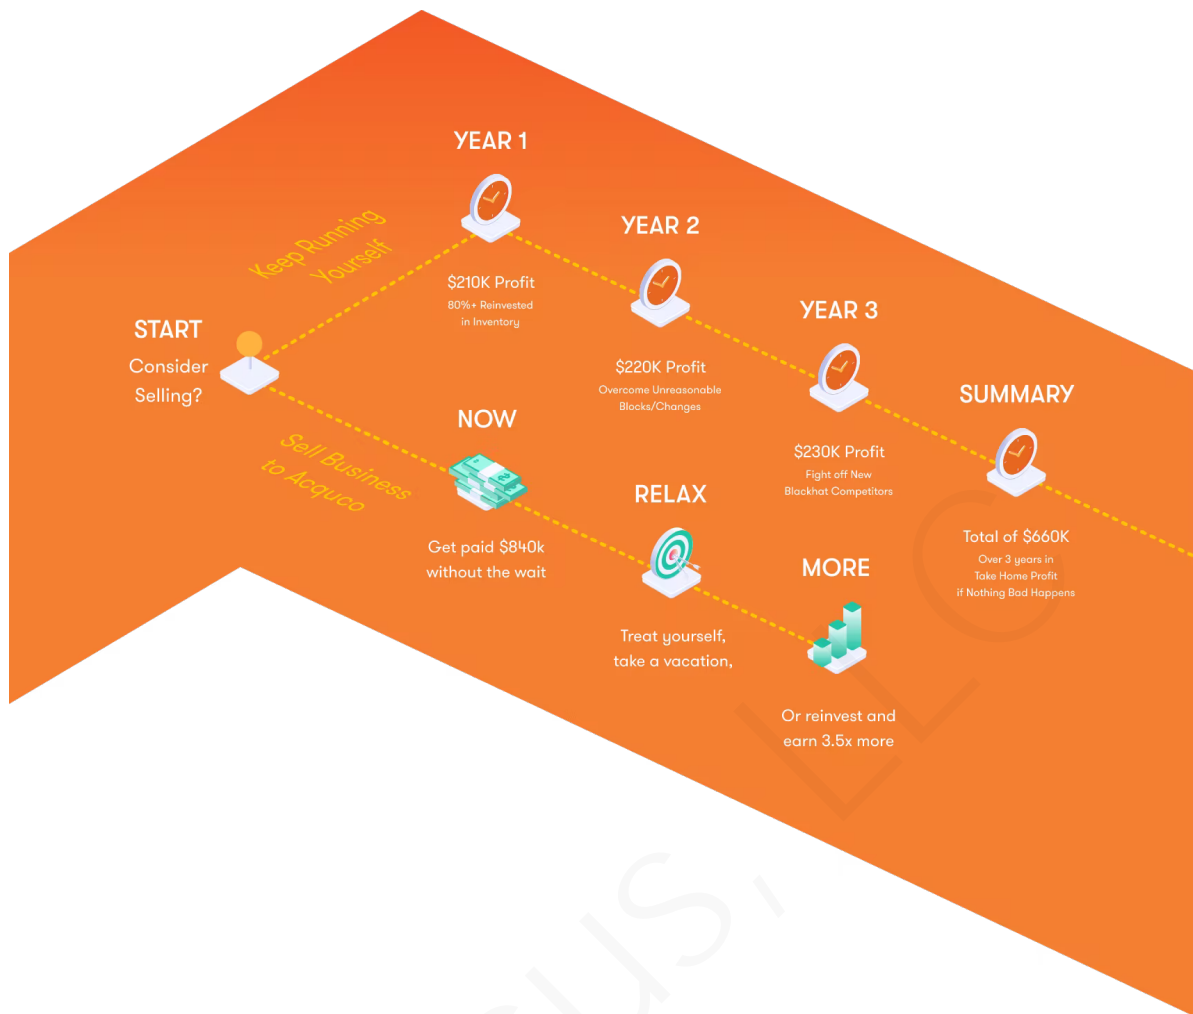 START
Consider
Selling?
Keep Running
Yourself
YEAR 1
$210K Profit
80%+ Reinvested
in Inventory
YEAR 2
$220K Profit
Overcome Unreasonable
Blocks/Changes
YEAR 3
$230K Profit
Fight off New
Blackhat Competitors
SUMMARY
Total of $660K
Over 3 years in
Take Home Profit
if Nothing Bad Happens
Sell Business
to Acquco
NOW
Get paid $840k
without the wait
RELAX
Treat yourself,
take a vacation,
MORE
Or reinvest and
earn 3.5x more
LLC